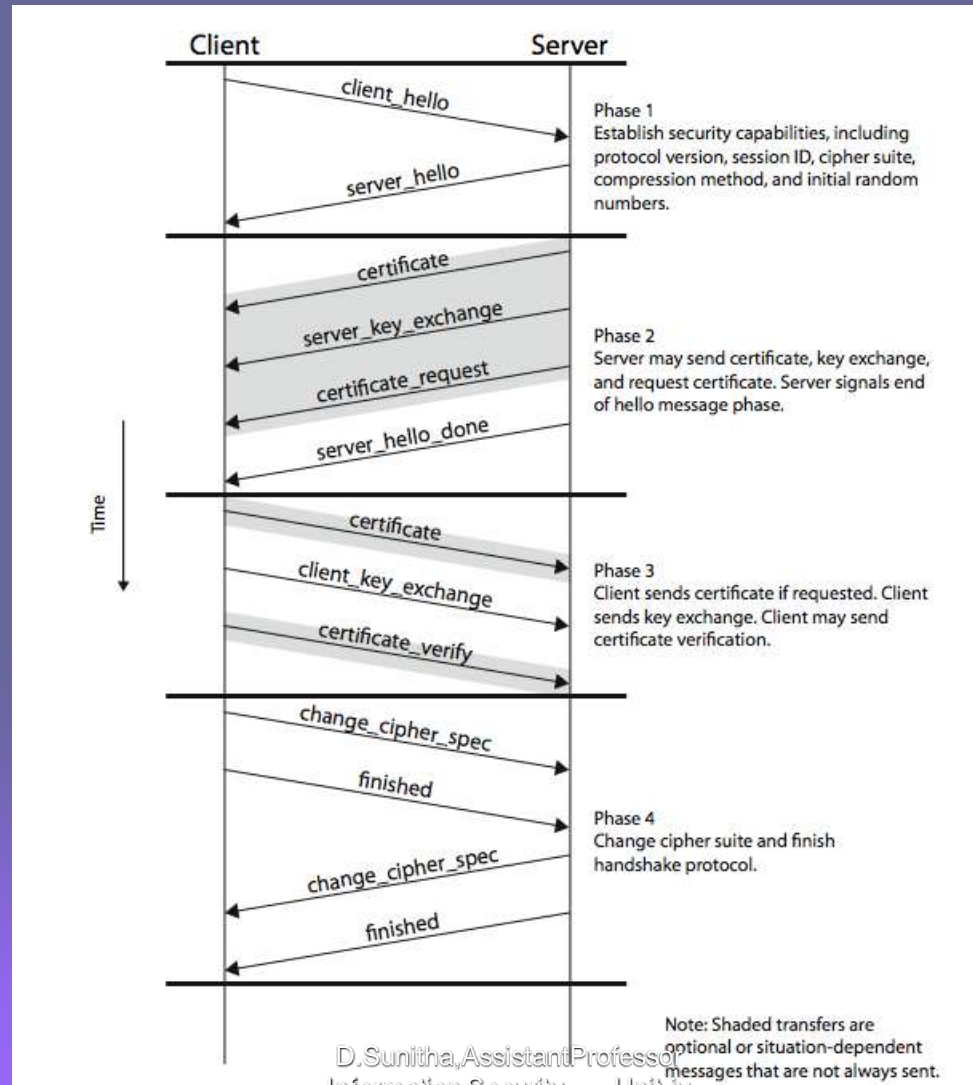 Client
Server
client_hello
Phase 1
Establish security capabilities, including
protocol version, session ID, cipher suite,
compression method, and initial random
numbers.
server_hello
certificate
server_key_exchange
Phase 2
Server may send certificate, key exchange,
and request certificate. Server signals end
of hello message phase.
certificate_request
server_hello_done
Time
certificate
client_key_exchange
Phase 3
Client sends certificate if requested. Client
sends key exchange. Client may send
certificate verification.
certificate_verify
change_cipher_spec
finished
Phase 4
Change cipher suite and finish
handshake protocol.
change_cipher_spec
finished
Note: Shaded transfers are
optional or situation-dependent
messages that are not always sent.
D.Sunitha,AssistantProfessor
Information Security